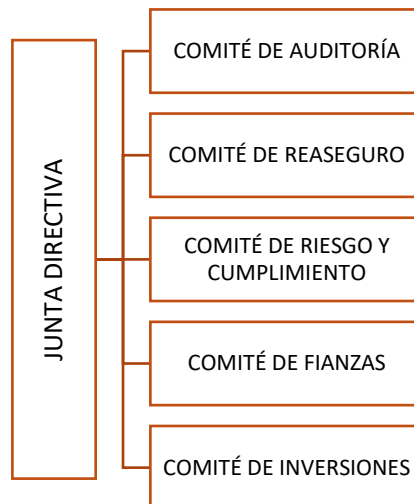 JUNTA DIRECTIVA
COMITÉ DE AUDITORÍA
COMITÉ DE REASEGURO
COMITÉ DE RIESGO Y
CUMPLIMIENTO
COMITÉ DE FIANZAS
COMITÉ DE INVERSIONES